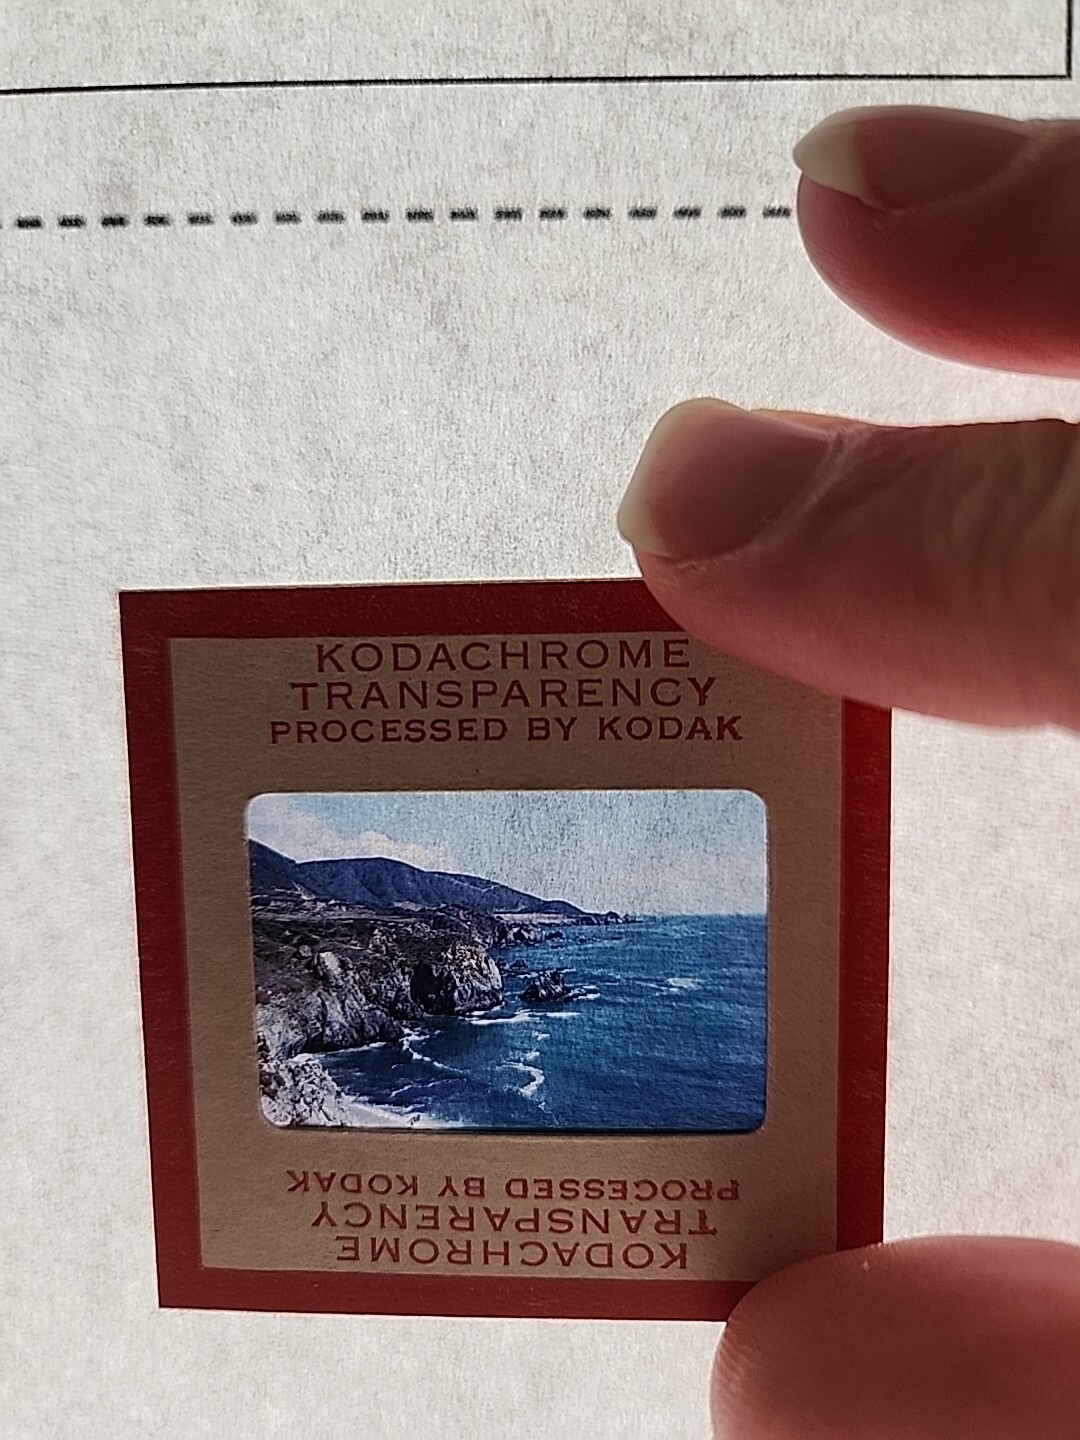 KODACHROME
TRANSPARENCY
PROCESSED BY KODAK
PROCESSED BY KODAK
TRANSPARENCY
KODACHROME